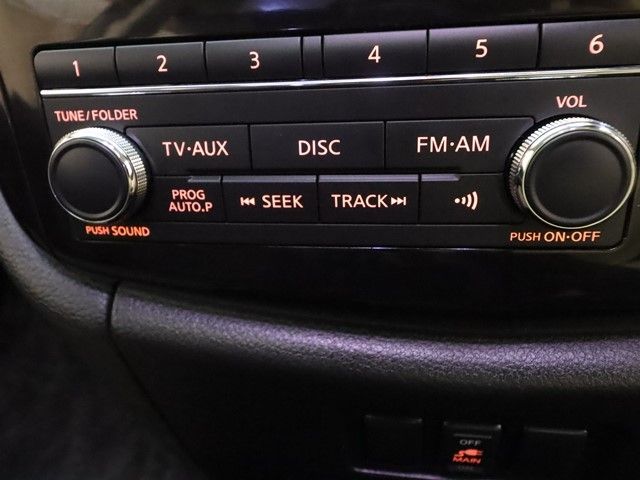 1 2 3 4 5 6
TUNE/FOLDER VOL
TV·AUX DISC FM·AM
PROG
AUTO.P
SEEK TRACK
PUSH SOUND PUSH ON·OFF
OFF
MAIN